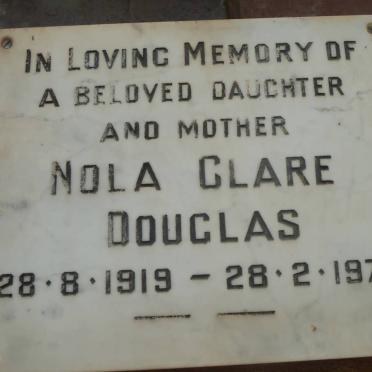 IN LOVING MEMORY OF
A BELOVED DAUGHTER
AND MOTHER
NOLA CLARE
DOUGLAS
28·8·1919 – 28·2·197